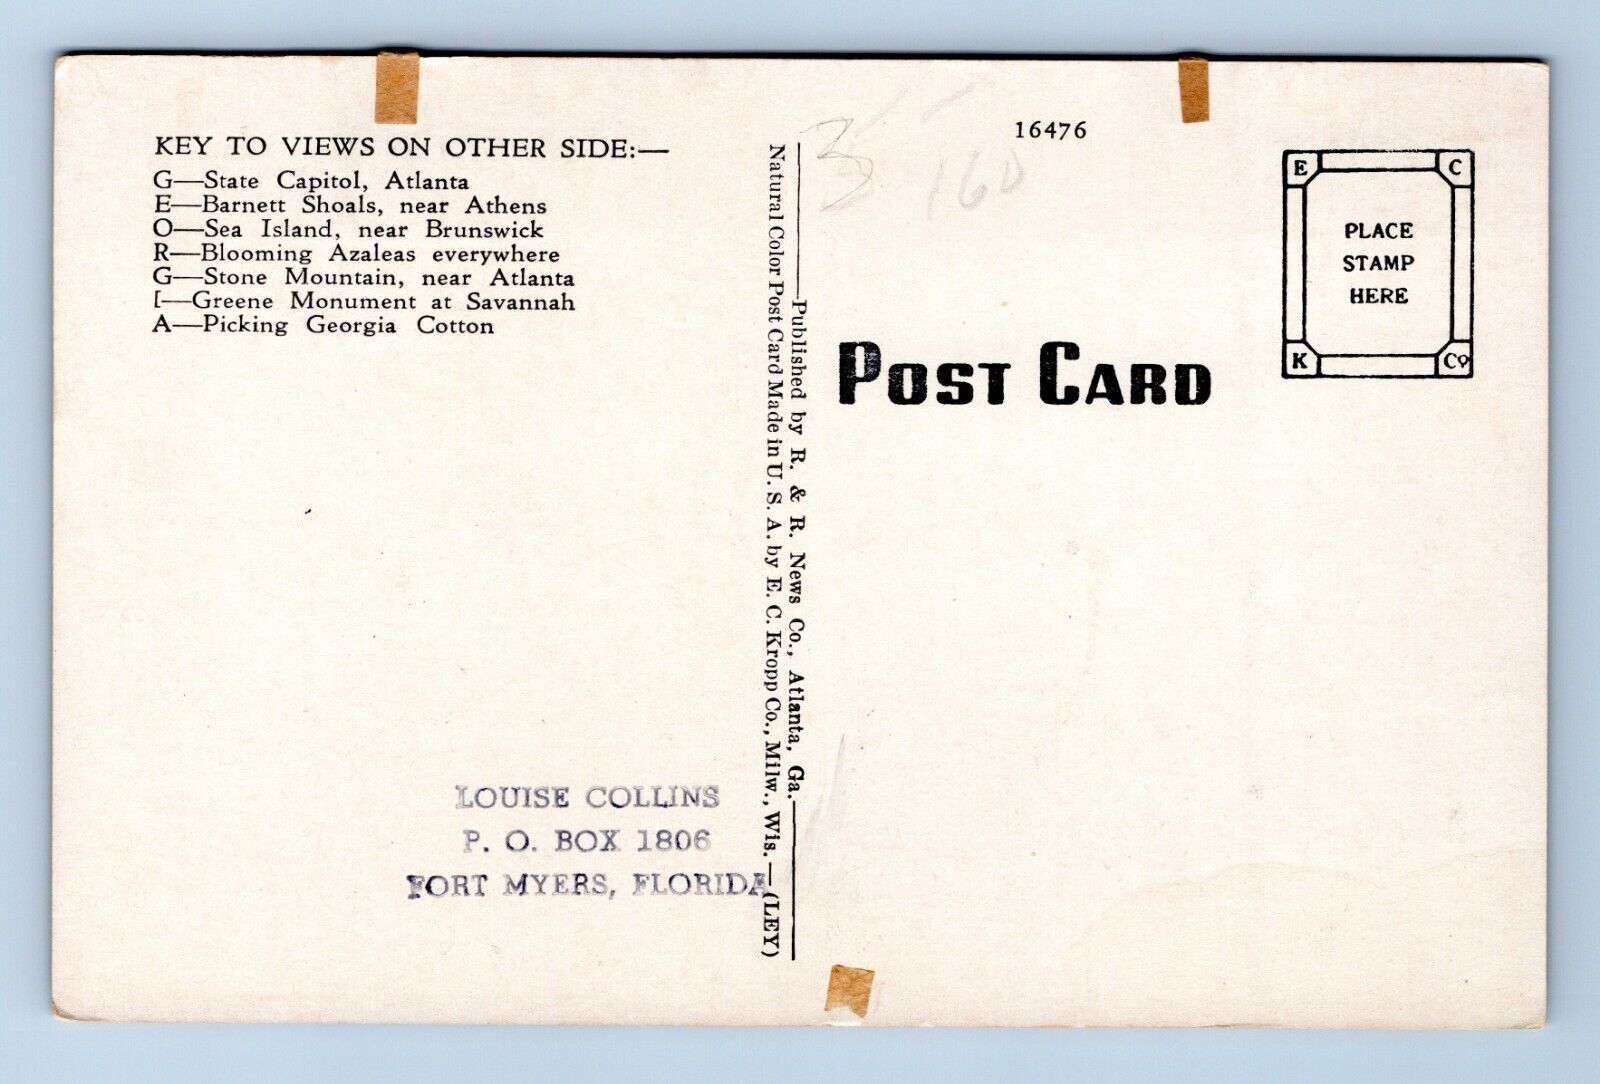 KEY TO VIEWS ON OTHER SIDE:—
G—State Capitol, Atlanta
E—Barnett Shoals, near Athens
O—Sea Island, near Brunswick
R—Blooming Azaleas everywhere
G—Stone Mountain, near Atlanta
I—Greene Monument at Savannah
A—Picking Georgia Cotton
LOUISE COLLINS
P. O. BOX 1806
FORT MYERS, FLORIDA
Published by R. & R. News Co., Atlanta, Ga.
Natural Color Post Card Made in U. S. A. by E. C. Kropp Co., Milw., Wis.—(LEY)
3
160
16476
POST CARD
E C
PLACE
STAMP
HERE
K Co